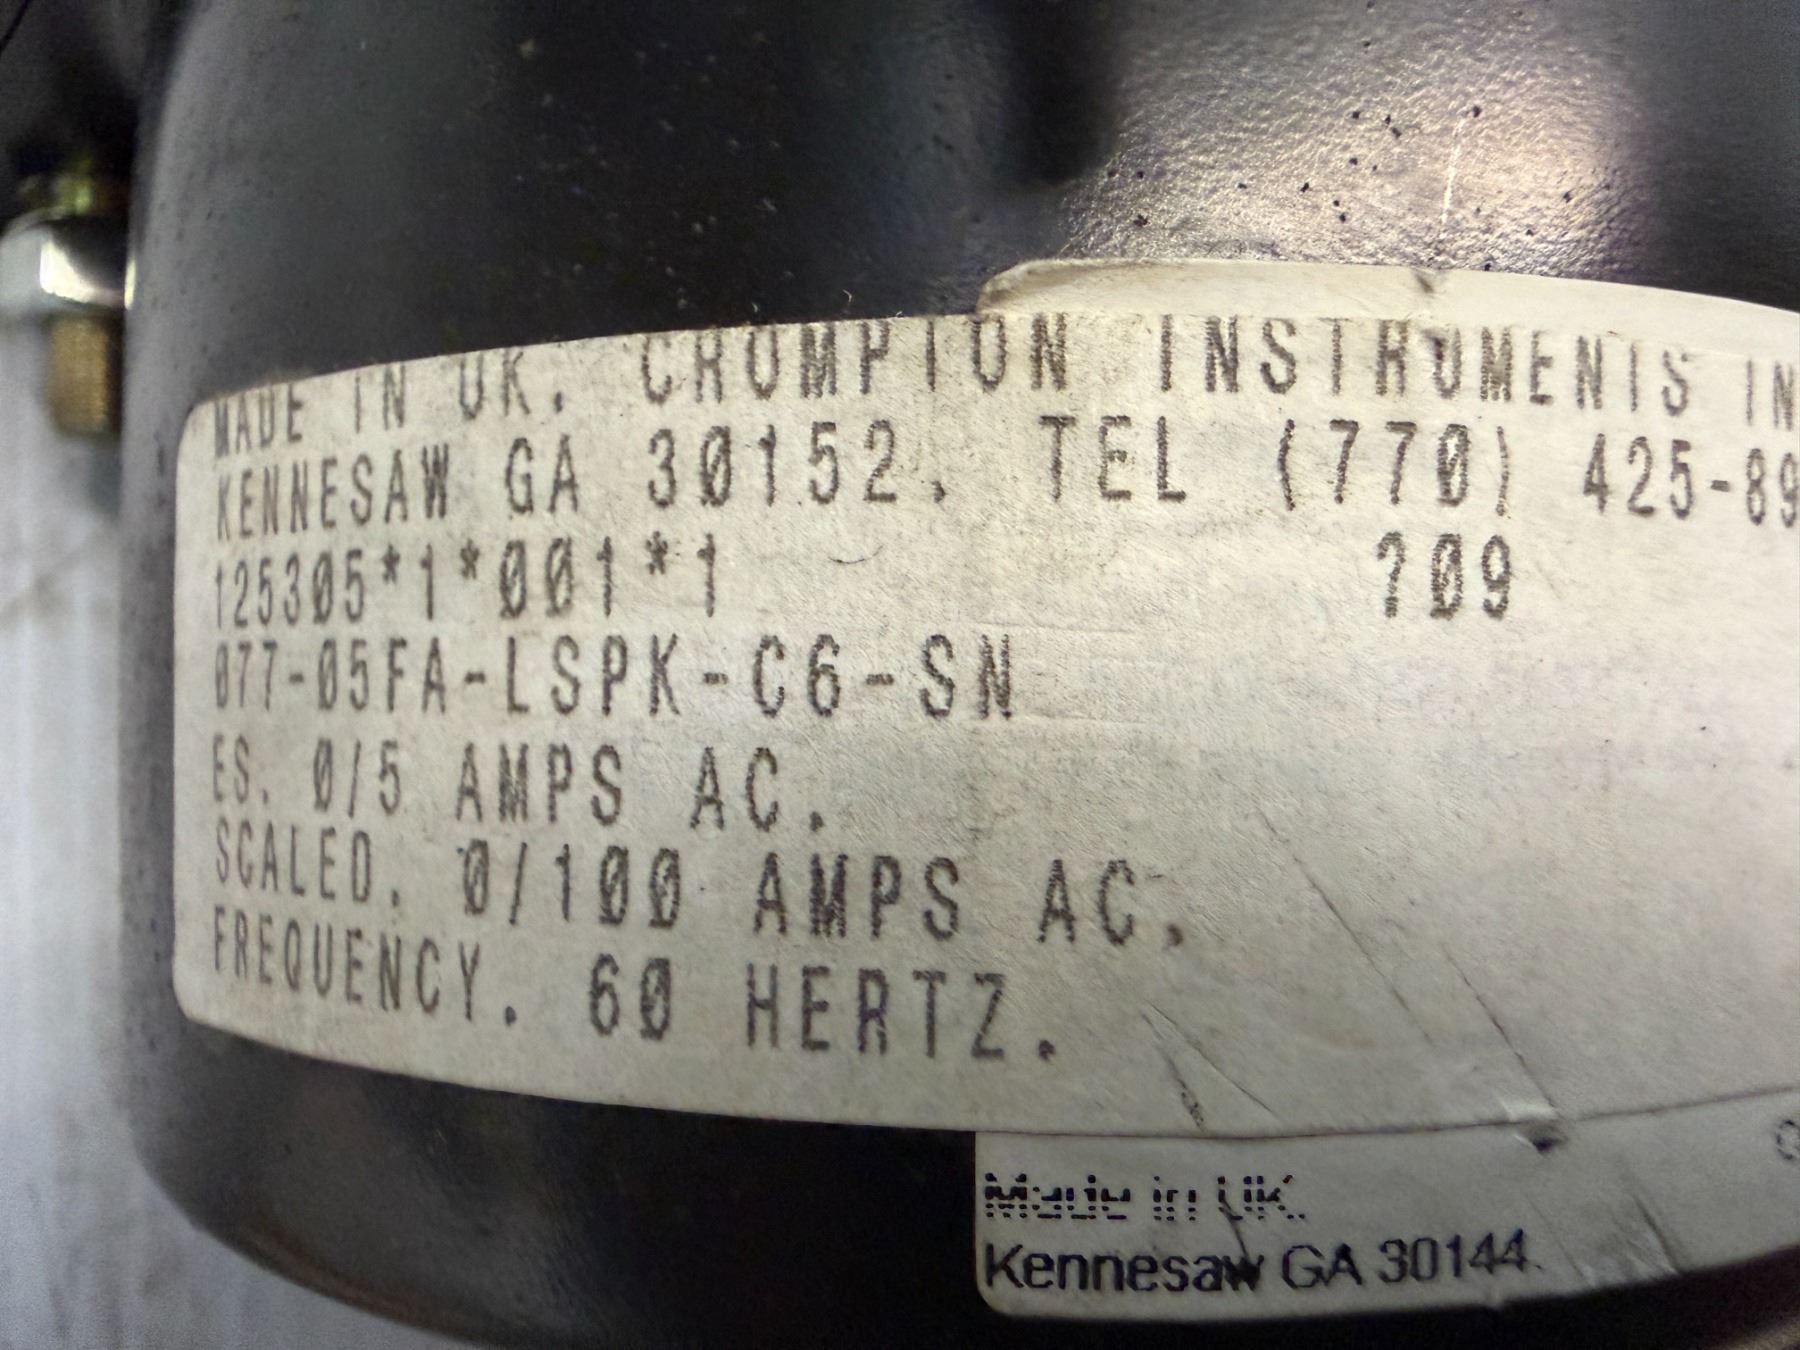 MADE IN UK. CROMPTON INSTRUMENTS IN
KENNESAW GA 30152. TEL (770) 425-89
125305*1*001*1 709
077-05FA-LSPK-C6-SN
ES. 0/5 AMPS AC.
SCALED. 0/100 AMPS AC.
FREQUENCY. 60 HERTZ.
Made in UK.
Kennesaw GA 30144.